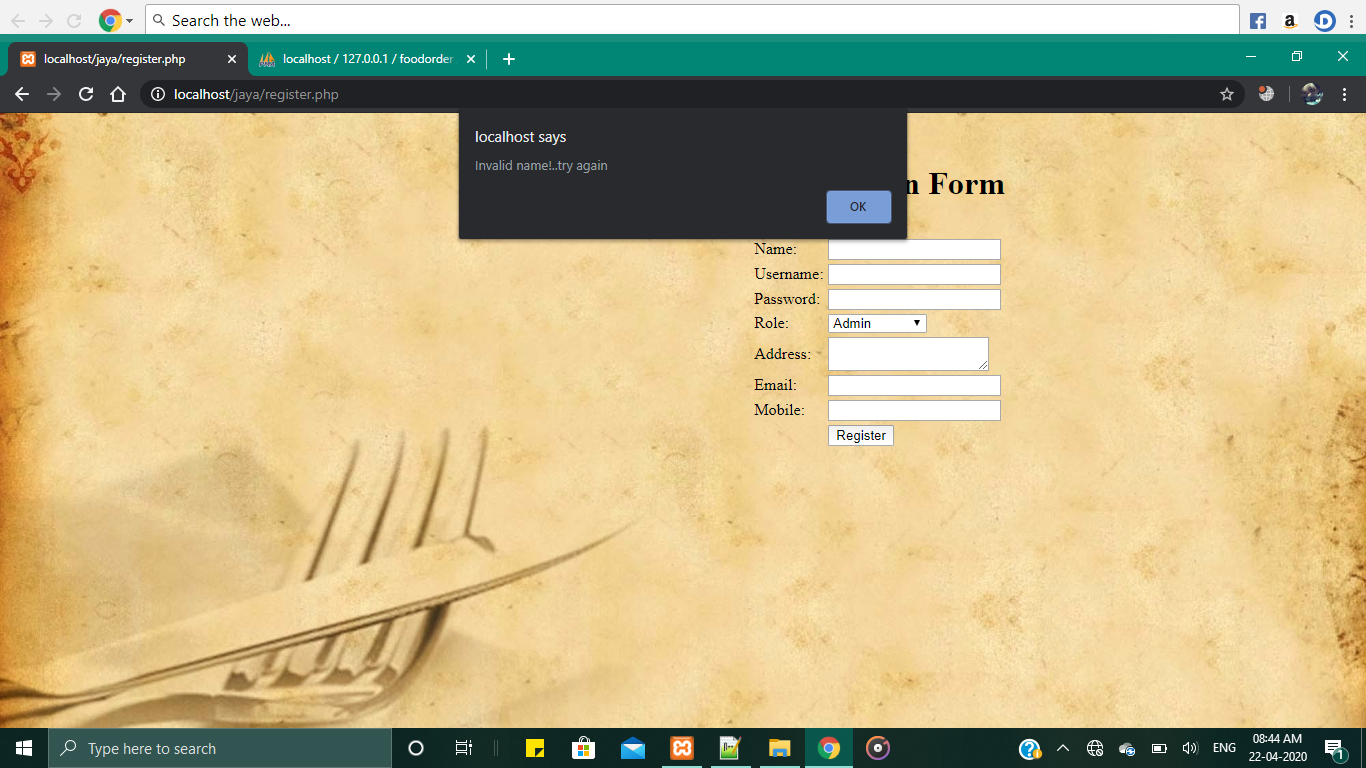 Search the web...
localhost/jaya/register.php
localhost / 127.0.0.1 / foodorder
localhost/jaya/register.php
localhost says
Invalid name!..try again
OK
n Form
Name:
Username:
Password:
Role:
Admin
Address:
Email:
Mobile:
Register
Type here to search
ENG
08:44 AM
22-04-2020
1